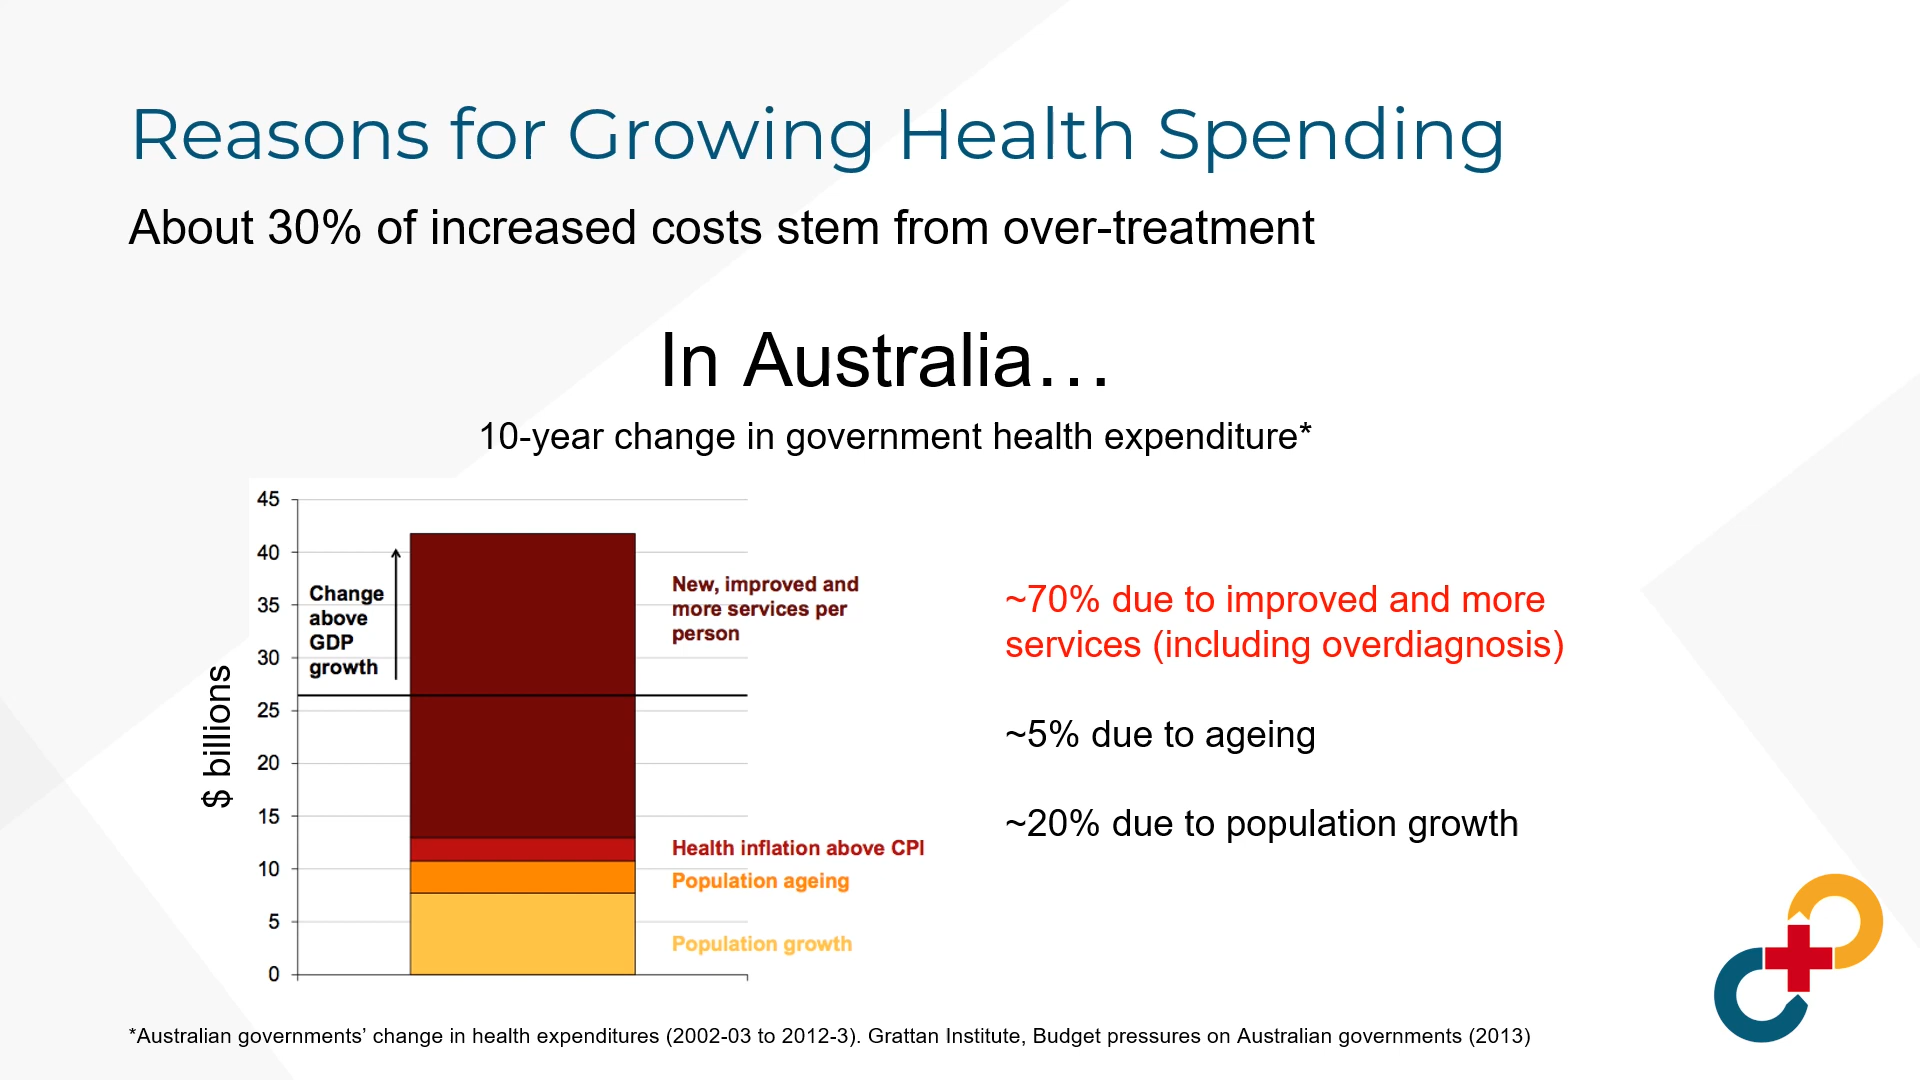 Reasons for Growing Health Spending
About 30% of increased costs stem from over-treatment
In Australia…
10-year change in government health expenditure*
45
40
35
30
25
20
15
10
5
0
$ billions
Change
above
GDP
growth
New, improved and
more services per
person
Health inflation above CPI
Population ageing
Population growth
~70% due to improved and more
services (including overdiagnosis)
~5% due to ageing
~20% due to population growth
*Australian governments’ change in health expenditures (2002-03 to 2012-3). Grattan Institute, Budget pressures on Australian governments (2013)